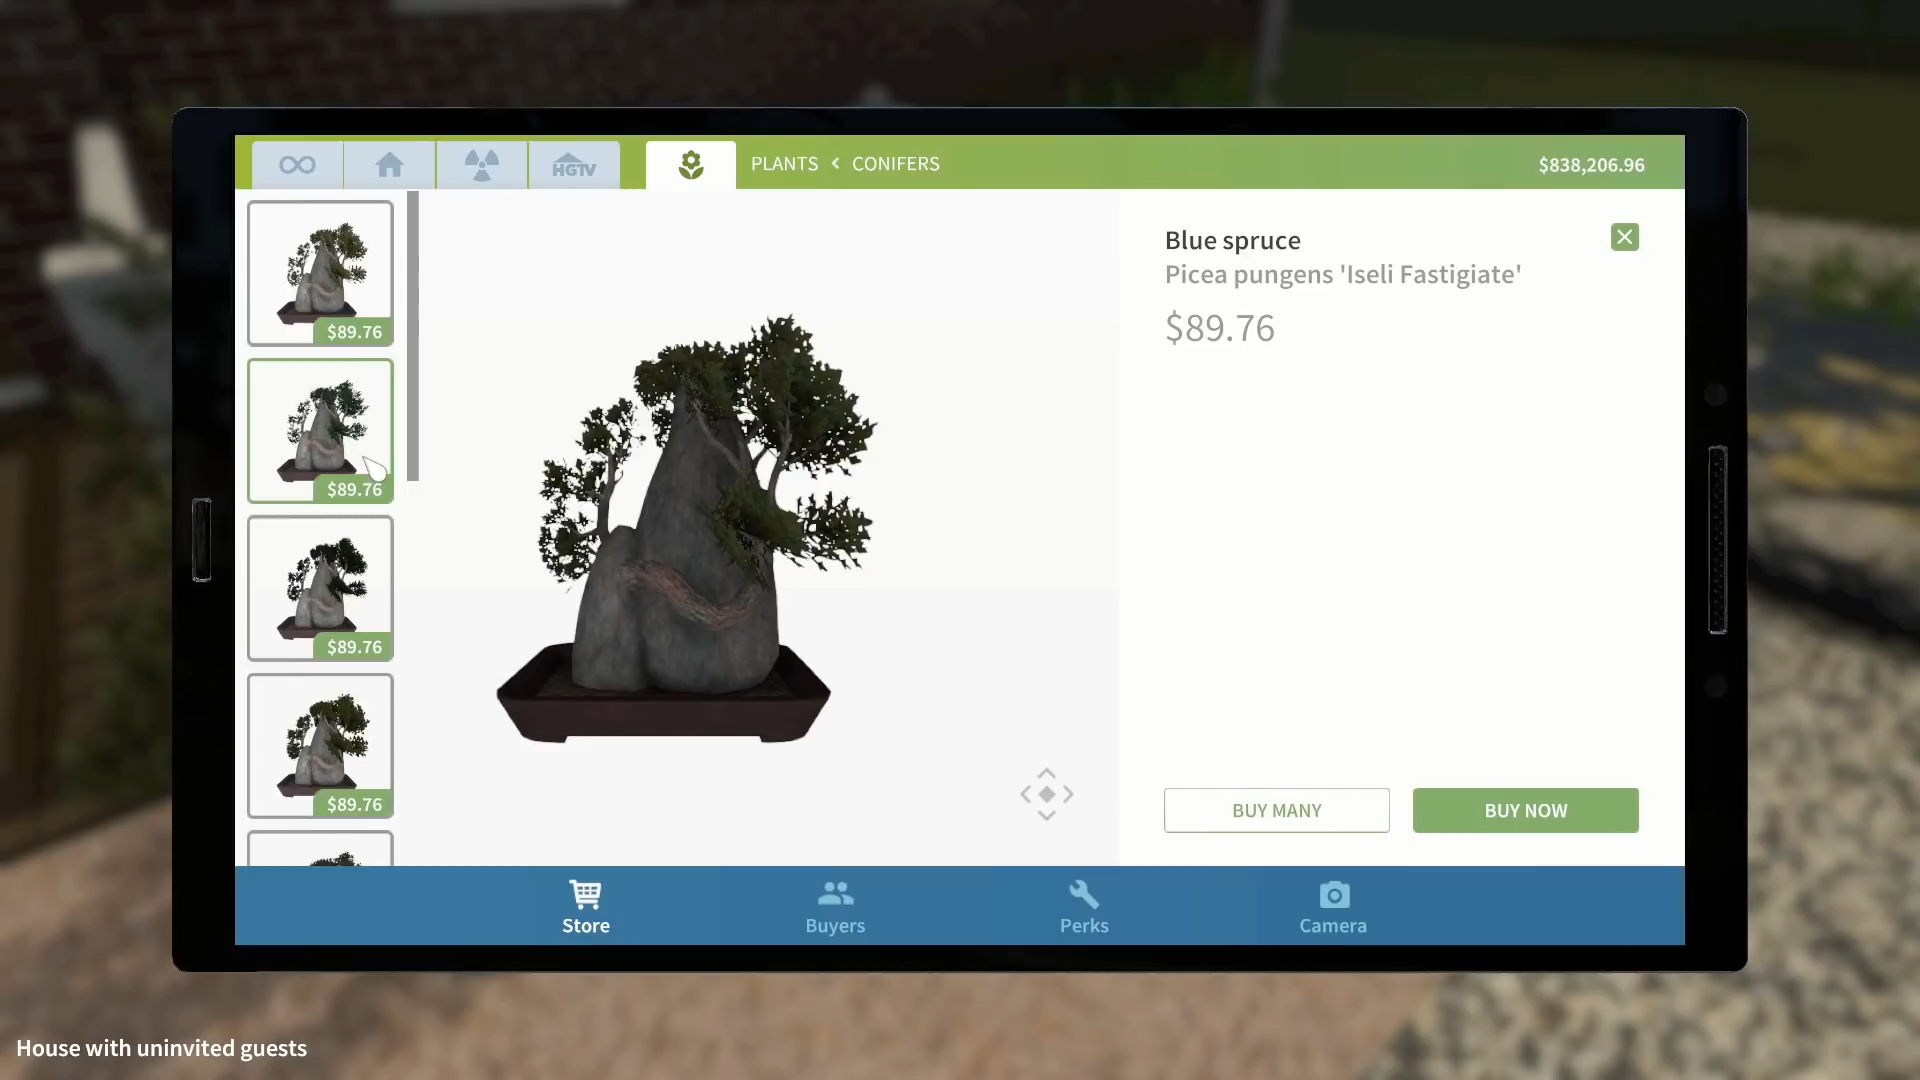 HGTV
PLANTS < CONIFERS
$838,206.96
$89.76
$89.76
$89.76
$89.76
Blue spruce
Picea pungens 'Iseli Fastigiate'
$89.76
BUY MANY
BUY NOW
Store
Buyers
Perks
Camera
House with uninvited guests